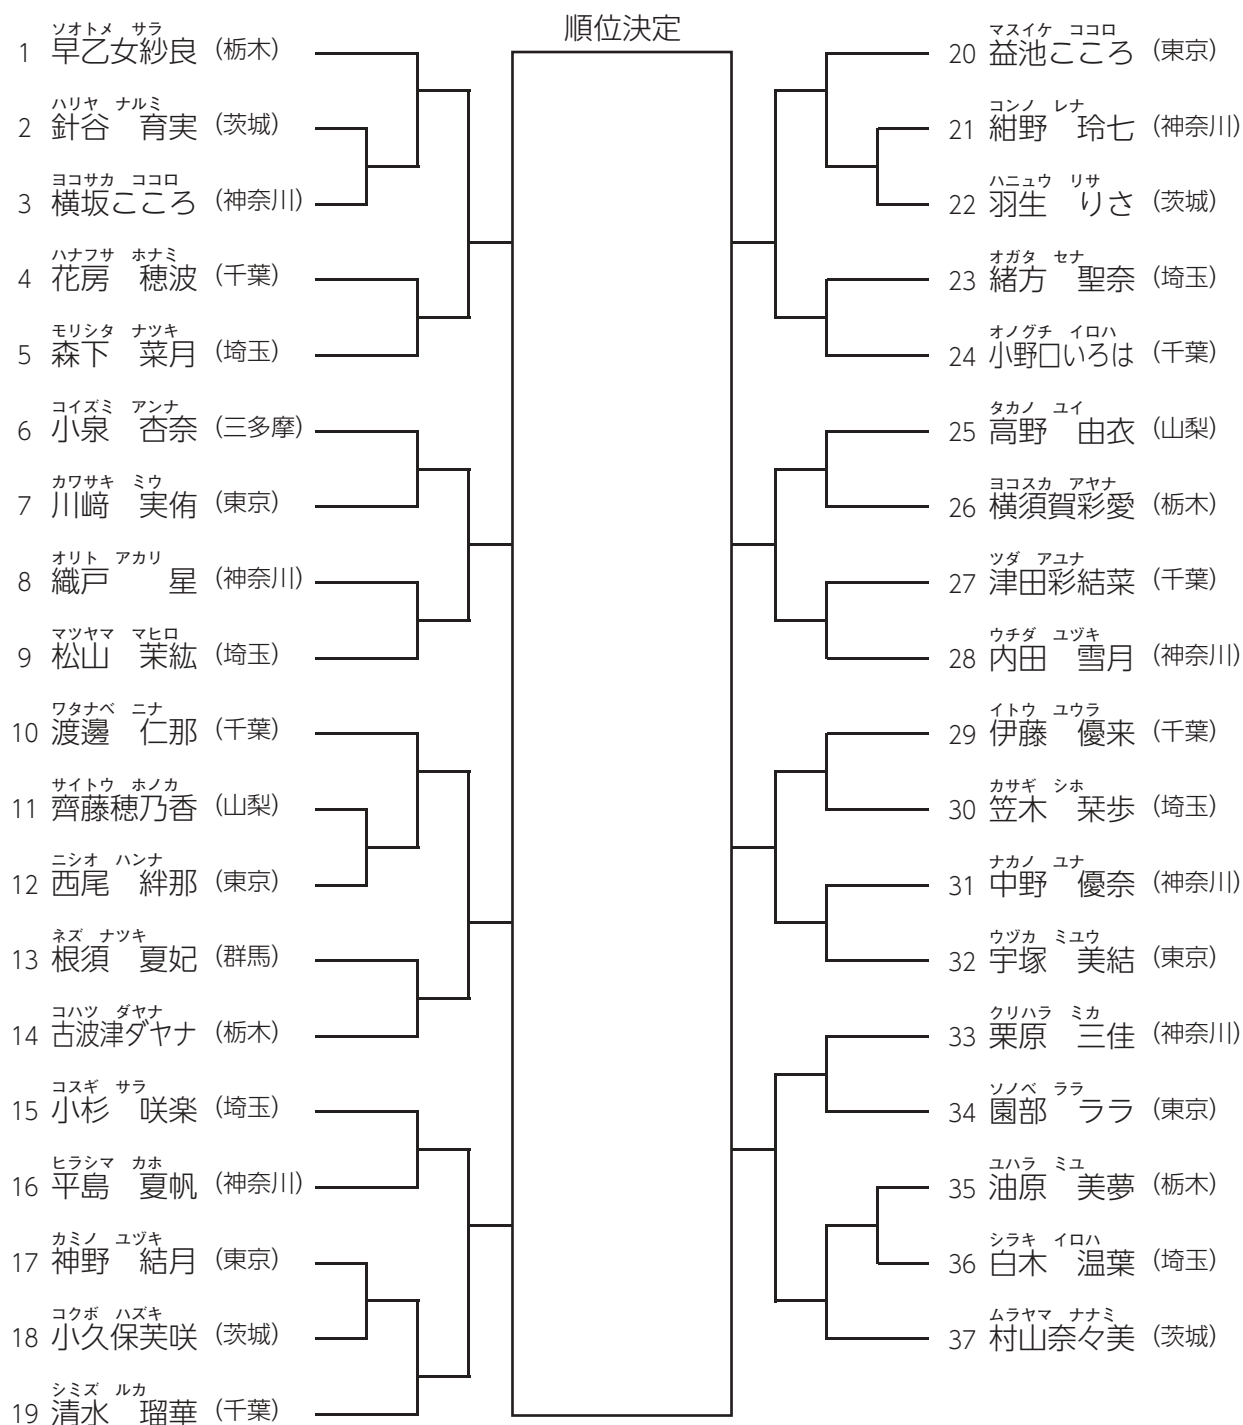 順位決定
ソオトメ サラ
1 早乙女紗良 (栃木)
ハリヤ ナルミ
2 針谷 育実 (茨城)
ヨコサカ ココロ
3 横坂こころ (神奈川)
ハナフサ ホナミ
4 花房 穂波 (千葉)
モリシタ ナツキ
5 森下 菜月 (埼玉)
コイズミ アンナ
6 小泉 杏奈 (三多摩)
カワサキ ミウ
7 川﨑 実侑 (東京)
オリト アカリ
8 織戸 星 (神奈川)
マツヤマ マヒロ
9 松山 茉紘 (埼玉)
ワタナベ ニナ
10 渡邊 仁那 (千葉)
サイトウ ホノカ
11 齊藤穂乃香 (山梨)
ニシオ ハンナ
12 西尾 絆那 (東京)
ネズ ナツキ
13 根須 夏妃 (群馬)
コハツ ダヤナ
14 古波津ダヤナ (栃木)
コスギ サラ
15 小杉 咲楽 (埼玉)
ヒラシマ カホ
16 平島 夏帆 (神奈川)
カミノ ユヅキ
17 神野 結月 (東京)
コクボ ハズキ
18 小久保芙咲 (茨城)
シミズ ルカ
19 清水 瑠華 (千葉)
マスイケ ココロ
20 益池こころ (東京)
コンノ レナ
21 紺野 玲七 (神奈川)
ハニュウ リサ
22 羽生 りさ (茨城)
オガタ セナ
23 緒方 聖奈 (埼玉)
オノグチ イロハ
24 小野口いろは (千葉)
タカノ ユイ
25 高野 由衣 (山梨)
ヨコスカ アヤナ
26 横須賀彩愛 (栃木)
ツダ アユナ
27 津田彩結菜 (千葉)
ウチダ ユヅキ
28 内田 雪月 (神奈川)
イトウ ユウラ
29 伊藤 優来 (千葉)
カサギ シホ
30 笠木 栞歩 (埼玉)
ナカノ ユナ
31 中野 優奈 (神奈川)
ウヅカ ミユウ
32 宇塚 美結 (東京)
クリハラ ミカ
33 栗原 三佳 (神奈川)
ソノベ ララ
34 園部 ララ (東京)
ユハラ ミユ
35 油原 美夢 (栃木)
シラキ イロハ
36 白木 温葉 (埼玉)
ムラヤマ ナナミ
37 村山奈々美 (茨城)